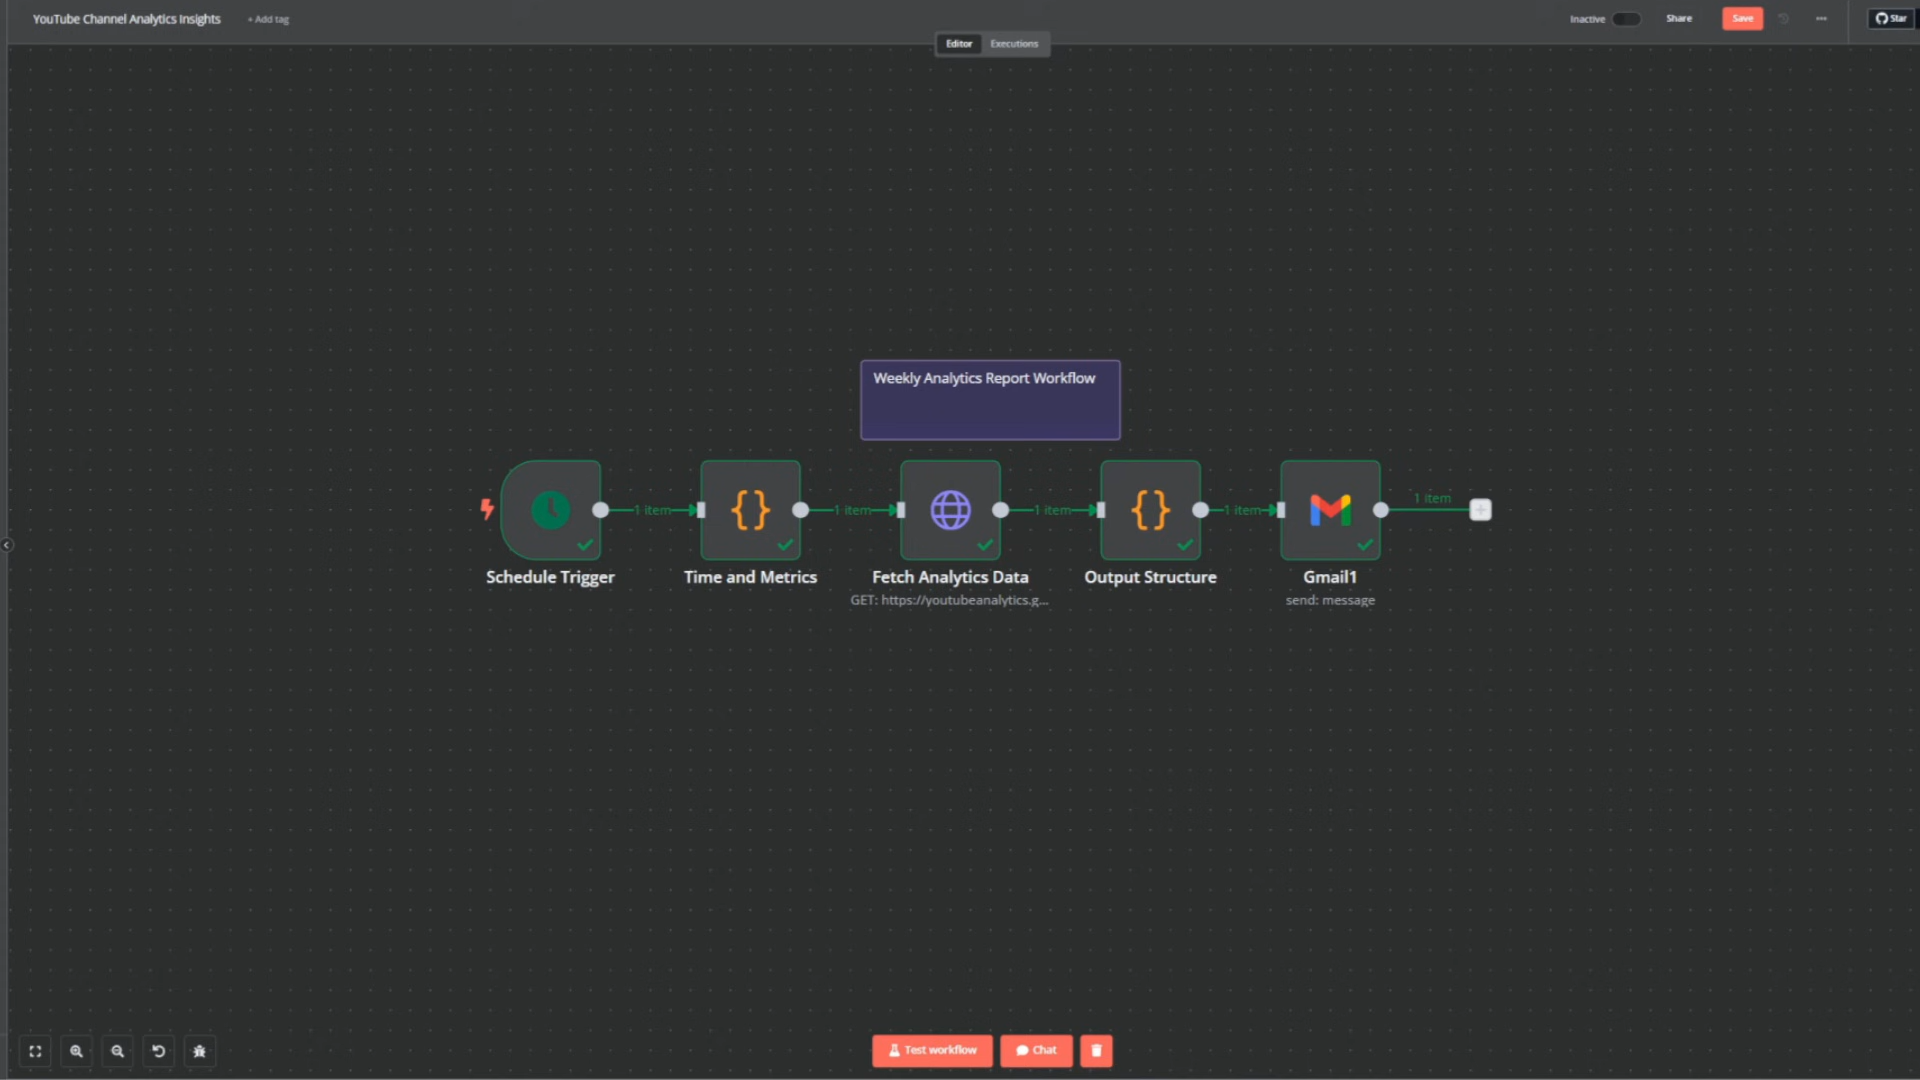 YouTube Channel Analytics Insights
+ Add tag
Inactive
Share
Save
Star
Editor
Executions
Weekly Analytics Report Workflow
1 item
1 item
1 item
1 item
1 item
Schedule Trigger
Time and Metrics
Fetch Analytics Data
Output Structure
Gmail1
GET: https://youtubeanalytics.g...
send: message
Test workflow
Chat